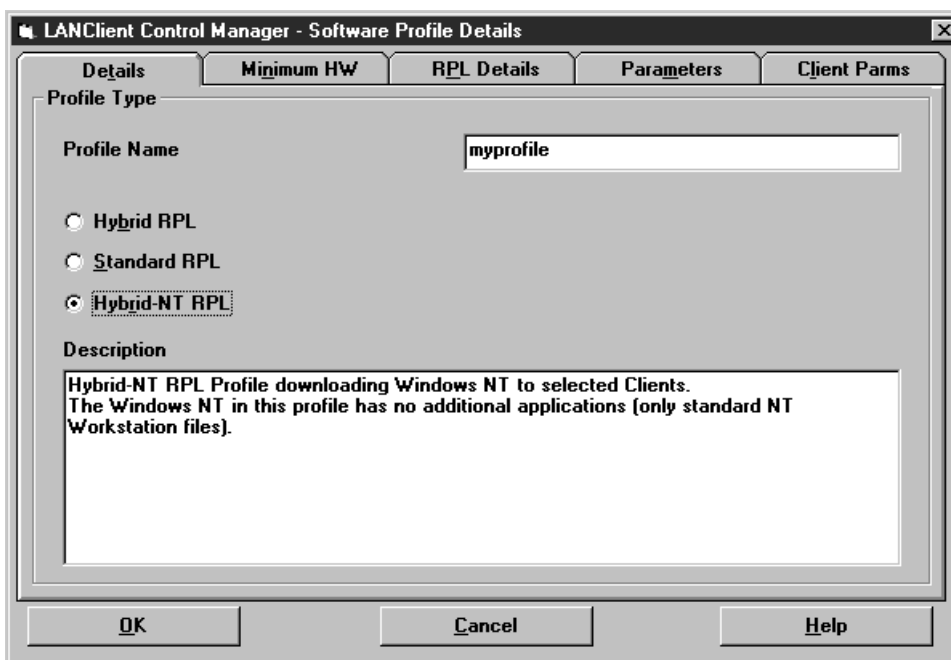 LANClient Control Manager - Software Profile Details
Details
Minimum HW
RPL Details
Parameters
Client Parms
Profile Type
Profile Name
myprofile
Hybrid RPL
Standard RPL
Hybrid-NT RPL
Description
Hybrid-NT RPL Profile downloading Windows NT to selected Clients.
The Windows NT in this profile has no additional applications (only standard NT
Workstation files).
OK
Cancel
Help